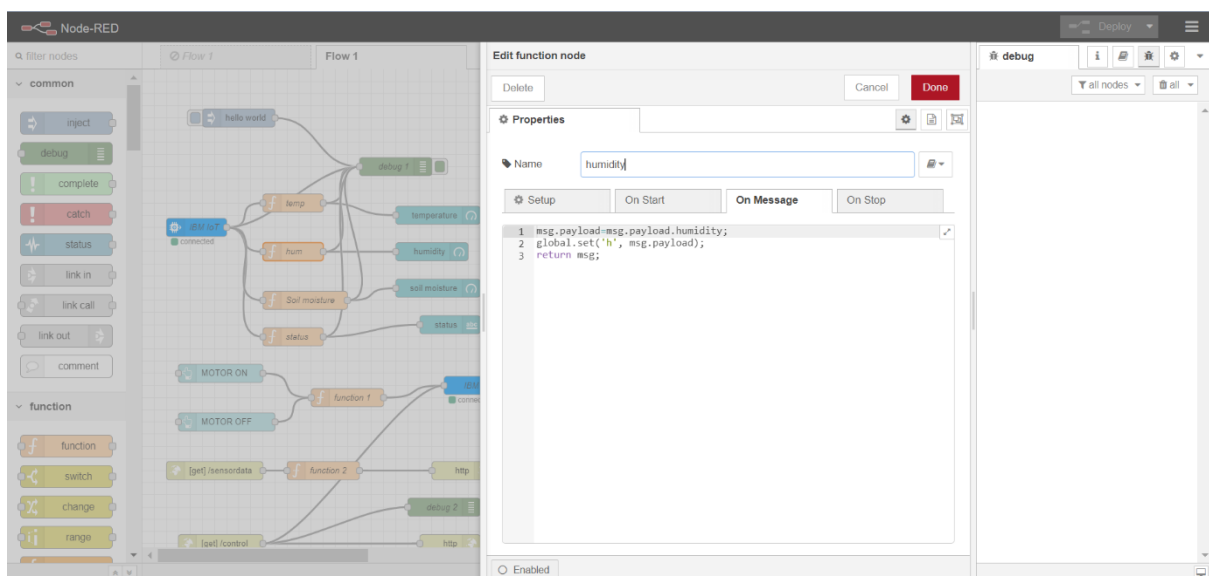 Node-RED
Deploy
filter nodes
common
inject
debug
complete
catch
status
link in
link call
link out
comment
function
function
switch
change
range
Flow 1
Flow 1
hello world
debug 1
temp
temperature
IBM IoT
connected
hum
humidity
Soil moisture
soil moisture
status
status
MOTOR ON
function 1
IBM
MOTOR OFF
[get] /sensordata
function 2
http
debug 2
[get] /control
http
Edit function node
Delete
Cancel
Done
Properties
Name
humidity
Setup
On Start
On Message
On Stop
1 msg.payload=msg.payload.humidity;
2 global.set('h', msg.payload);
3 return msg;
Enabled
debug
i
all nodes
all